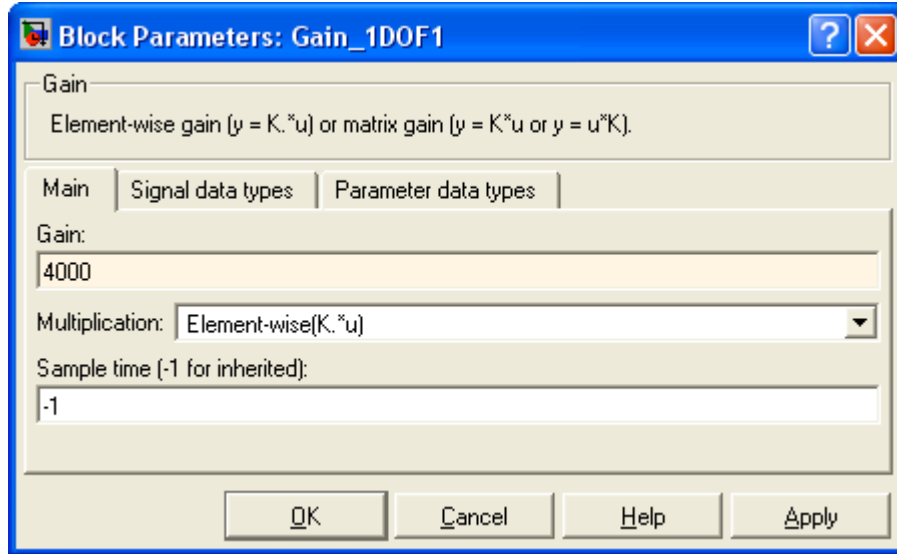 Block Parameters: Gain_1DOF1
Gain
Element-wise gain (y = K.*u) or matrix gain (y = K*u or y = u*K).
Main Signal data types Parameter data types
Gain:
4000
Multiplication: Element-wise(K.*u)
Sample time (-1 for inherited):
-1
OK Cancel Help Apply